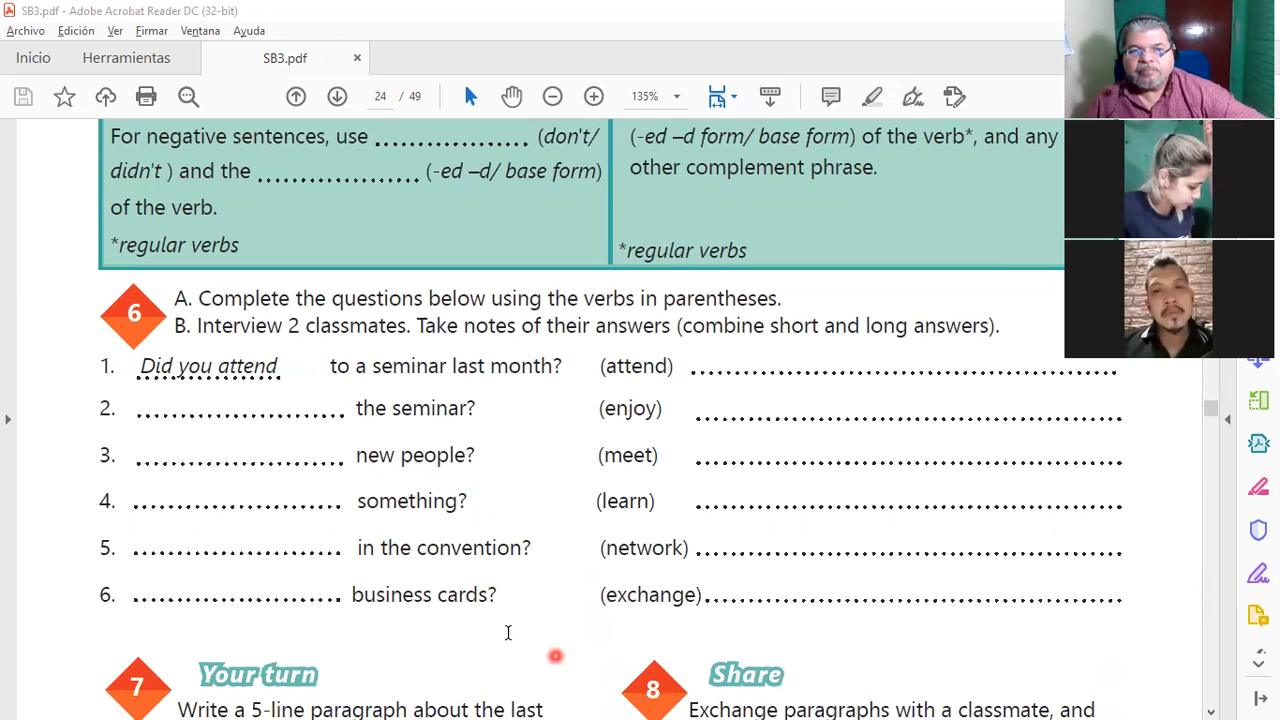 SB3.pdf - Adobe Acrobat Reader DC (32-bit)
Archivo Edición Ver Firmar Ventana Ayuda
Inicio Herramientas SB3.pdf ×
24 / 49 135%
For negative sentences, use ........................ (don't/
didn't ) and the ........................ (-ed –d/ base form)
of the verb.
*regular verbs
(-ed –d form/ base form) of the verb*, and any
other complement phrase.
*regular verbs
6 A. Complete the questions below using the verbs in parentheses.
B. Interview 2 classmates. Take notes of their answers (combine short and long answers).
1. Did you attend to a seminar last month? (attend) ........................
2. ........................ the seminar? (enjoy) ........................
3. ........................ new people? (meet) ........................
4. ........................ something? (learn) ........................
5. ........................ in the convention? (network) ........................
6. ........................ business cards? (exchange) ........................
7 Your turn
Write a 5-line paragraph about the last
8 Share
Exchange paragraphs with a classmate, and